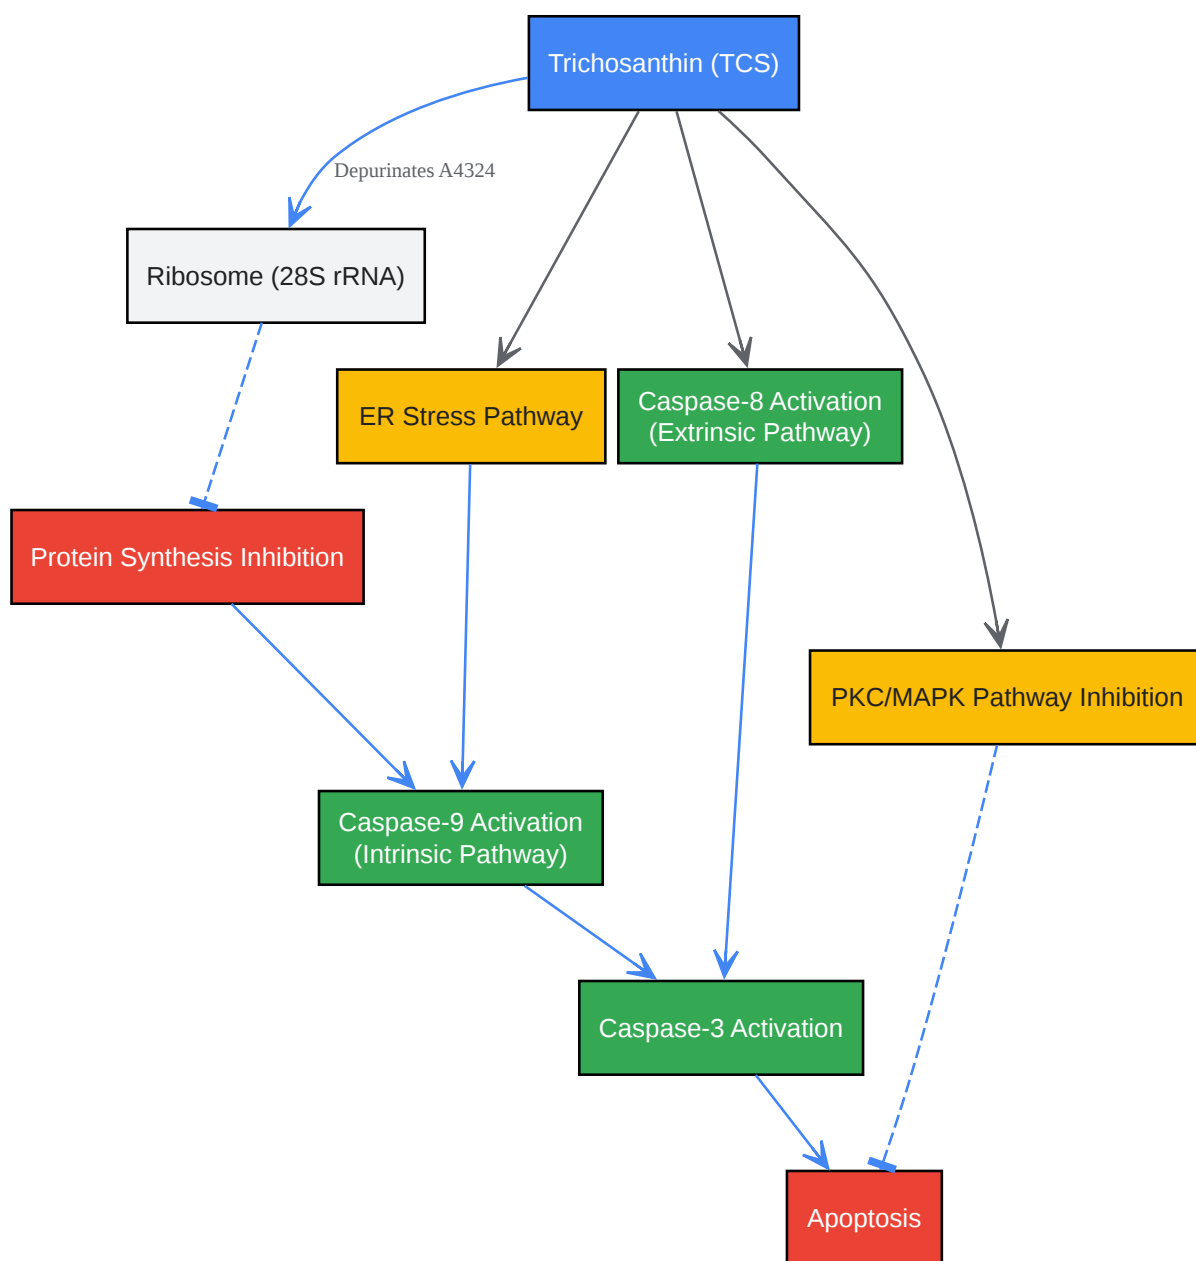 Trichosanthin (TCS)
Depurinates A4324
Ribosome (28S rRNA)
ER Stress Pathway
Caspase-8 Activation
(Extrinsic Pathway)
Protein Synthesis Inhibition
PKC/MAPK Pathway Inhibition
Caspase-9 Activation
(Intrinsic Pathway)
Caspase-3 Activation
Apoptosis